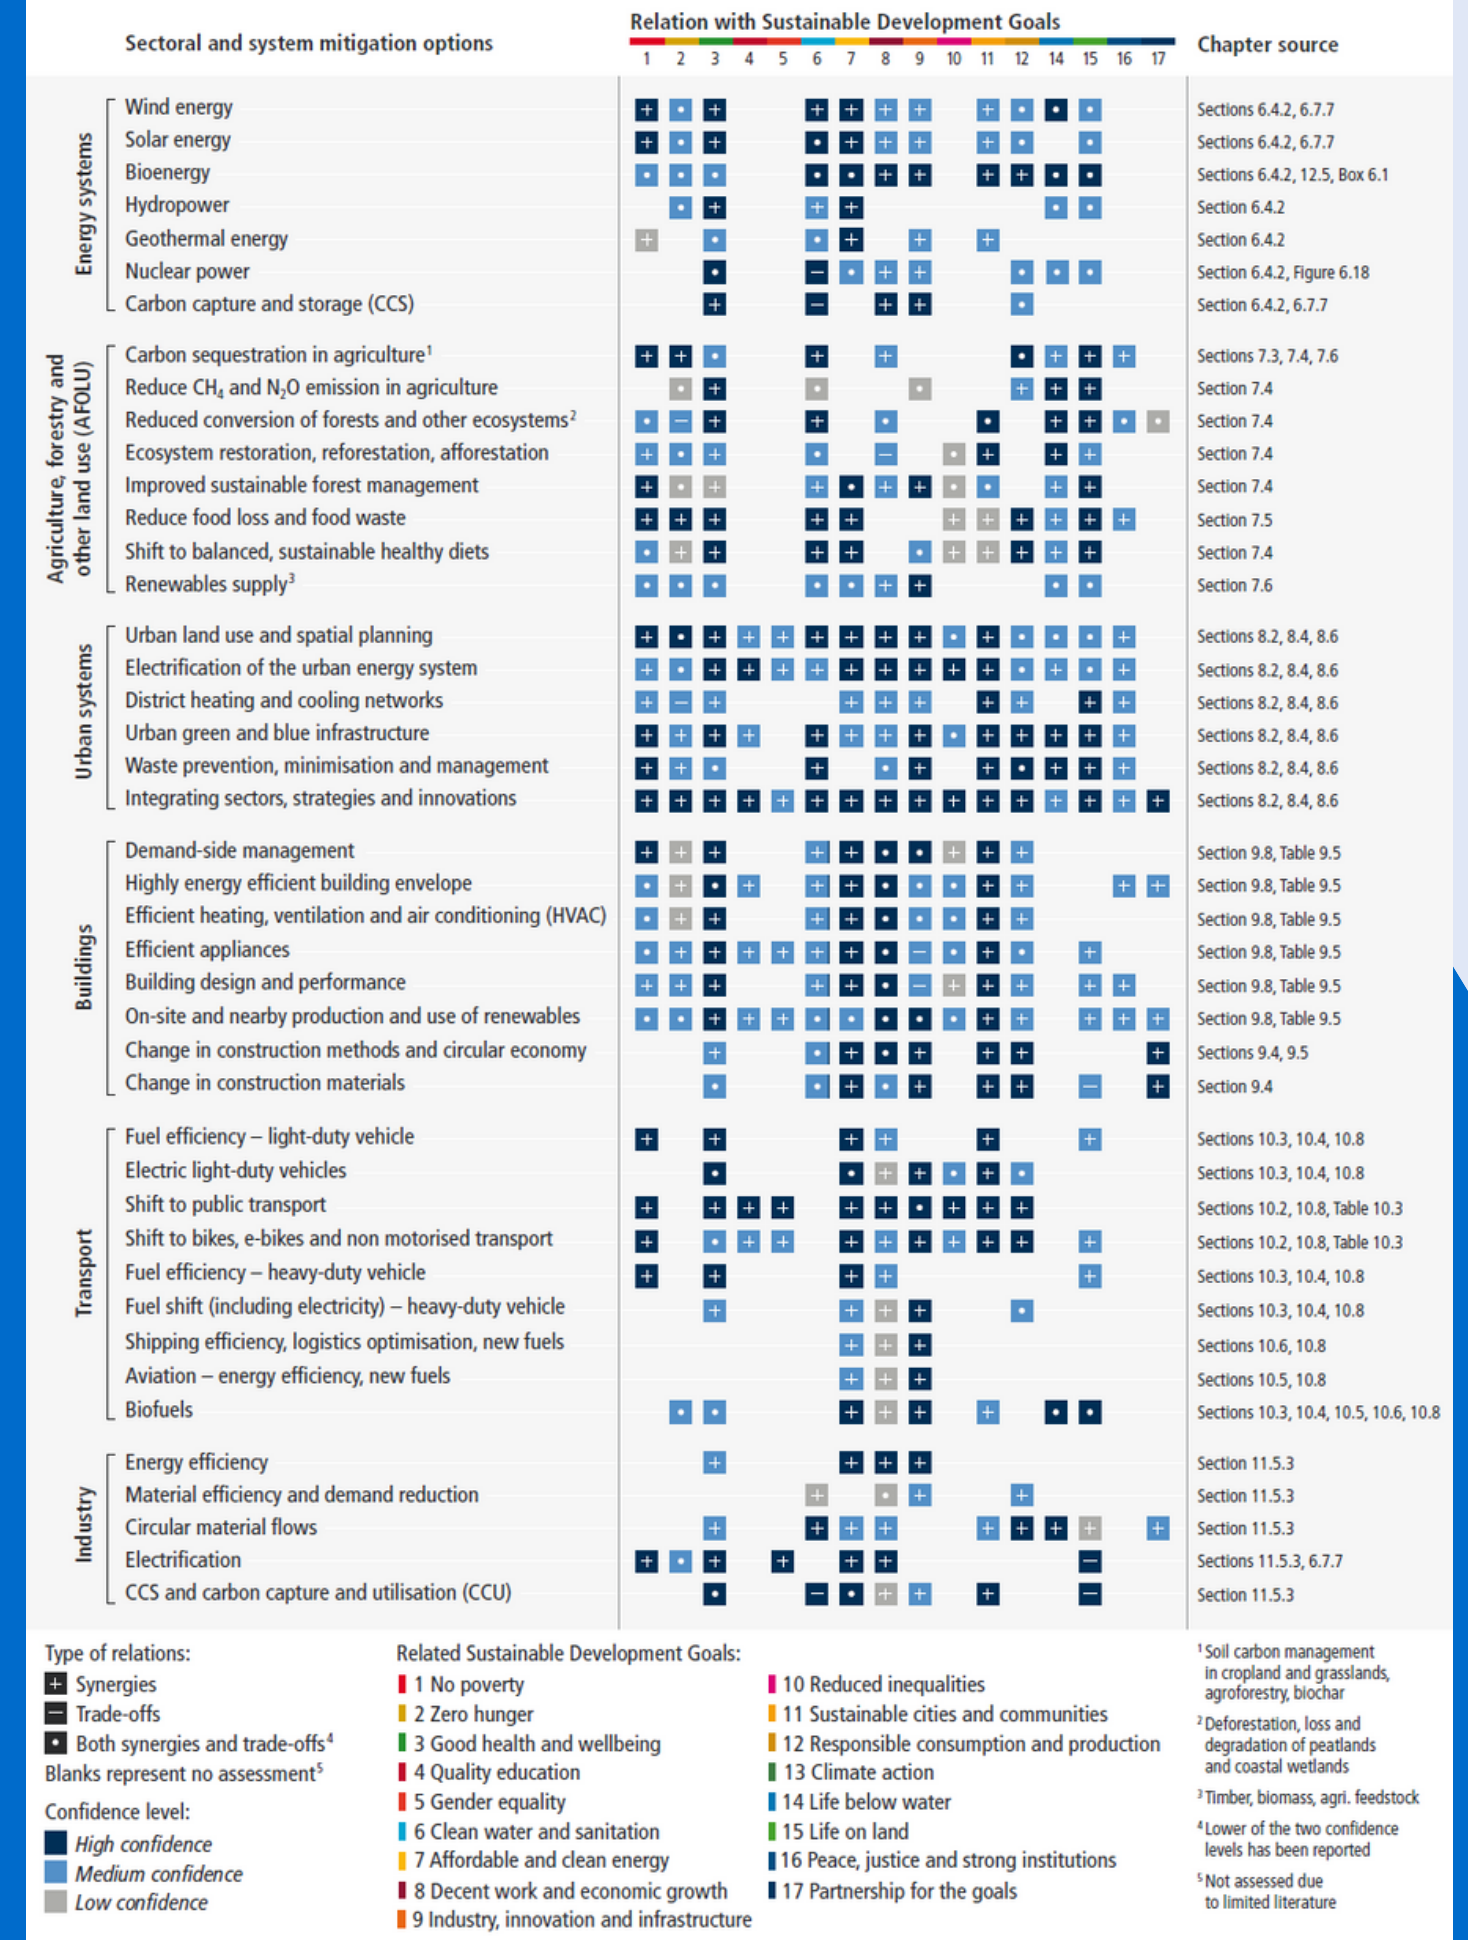 Relation with Sustainable Development Goals
Sectoral and system mitigation options
Chapter source
1 2 3 4 5 6 7 8 9 10 11 12 14 15 16 17
Energy systems
Wind energy Sections 6.4.2, 6.7.7
Solar energy Sections 6.4.2, 6.7.7
Bioenergy Sections 6.4.2, 12.5, Box 6.1
Hydropower Section 6.4.2
Geothermal energy Section 6.4.2
Nuclear power Section 6.4.2, Figure 6.18
Carbon capture and storage (CCS) Section 6.4.2, 6.7.7
Agriculture, forestry and
other land use (AFOLU)
Carbon sequestration in agriculture¹ Sections 7.3, 7.4, 7.6
Reduce CH₄ and N₂O emission in agriculture Section 7.4
Reduced conversion of forests and other ecosystems² Section 7.4
Ecosystem restoration, reforestation, afforestation Section 7.4
Improved sustainable forest management Section 7.4
Reduce food loss and food waste Section 7.5
Shift to balanced, sustainable healthy diets Section 7.4
Renewables supply³ Section 7.6
Urban systems
Urban land use and spatial planning Sections 8.2, 8.4, 8.6
Electrification of the urban energy system Sections 8.2, 8.4, 8.6
District heating and cooling networks Sections 8.2, 8.4, 8.6
Urban green and blue infrastructure Sections 8.2, 8.4, 8.6
Waste prevention, minimisation and management Sections 8.2, 8.4, 8.6
Integrating sectors, strategies and innovations Sections 8.2, 8.4, 8.6
Buildings
Demand-side management Section 9.8, Table 9.5
Highly energy efficient building envelope Section 9.8, Table 9.5
Efficient heating, ventilation and air conditioning (HVAC) Section 9.8, Table 9.5
Efficient appliances Section 9.8, Table 9.5
Building design and performance Section 9.8, Table 9.5
On-site and nearby production and use of renewables Section 9.8, Table 9.5
Change in construction methods and circular economy Sections 9.4, 9.5
Change in construction materials Section 9.4
Transport
Fuel efficiency – light-duty vehicle Sections 10.3, 10.4, 10.8
Electric light-duty vehicles Sections 10.3, 10.4, 10.8
Shift to public transport Sections 10.2, 10.8, Table 10.3
Shift to bikes, e-bikes and non motorised transport Sections 10.2, 10.8, Table 10.3
Fuel efficiency – heavy-duty vehicle Sections 10.3, 10.4, 10.8
Fuel shift (including electricity) – heavy-duty vehicle Sections 10.3, 10.4, 10.8
Shipping efficiency, logistics optimisation, new fuels Sections 10.6, 10.8
Aviation – energy efficiency, new fuels Sections 10.5, 10.8
Biofuels Sections 10.3, 10.4, 10.5, 10.6, 10.8
Industry
Energy efficiency Section 11.5.3
Material efficiency and demand reduction Section 11.5.3
Circular material flows Section 11.5.3
Electrification Sections 11.5.3, 6.7.7
CCS and carbon capture and utilisation (CCU) Section 11.5.3
Type of relations:
Synergies
Trade-offs
Both synergies and trade-offs⁴
Blanks represent no assessment⁵
Confidence level:
High confidence
Medium confidence
Low confidence
Related Sustainable Development Goals:
1 No poverty
2 Zero hunger
3 Good health and wellbeing
4 Quality education
5 Gender equality
6 Clean water and sanitation
7 Affordable and clean energy
8 Decent work and economic growth
9 Industry, innovation and infrastructure
10 Reduced inequalities
11 Sustainable cities and communities
12 Responsible consumption and production
13 Climate action
14 Life below water
15 Life on land
16 Peace, justice and strong institutions
17 Partnership for the goals
¹ Soil carbon management
in cropland and grasslands,
agroforestry, biochar
² Deforestation, loss and
degradation of peatlands
and coastal wetlands
³ Timber, biomass, agri. feedstock
⁴ Lower of the two confidence
levels has been reported
⁵ Not assessed due
to limited literature